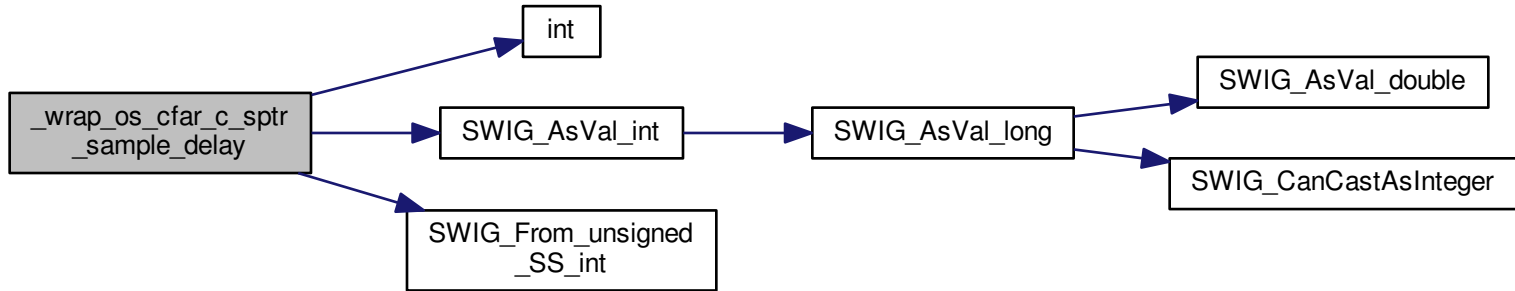 _wrap_os_cfar_c_sptr
_sample_delay
int
SWIG_AsVal_int
SWIG_From_unsigned
_SS_int
SWIG_AsVal_long
SWIG_AsVal_double
SWIG_CanCastAsInteger